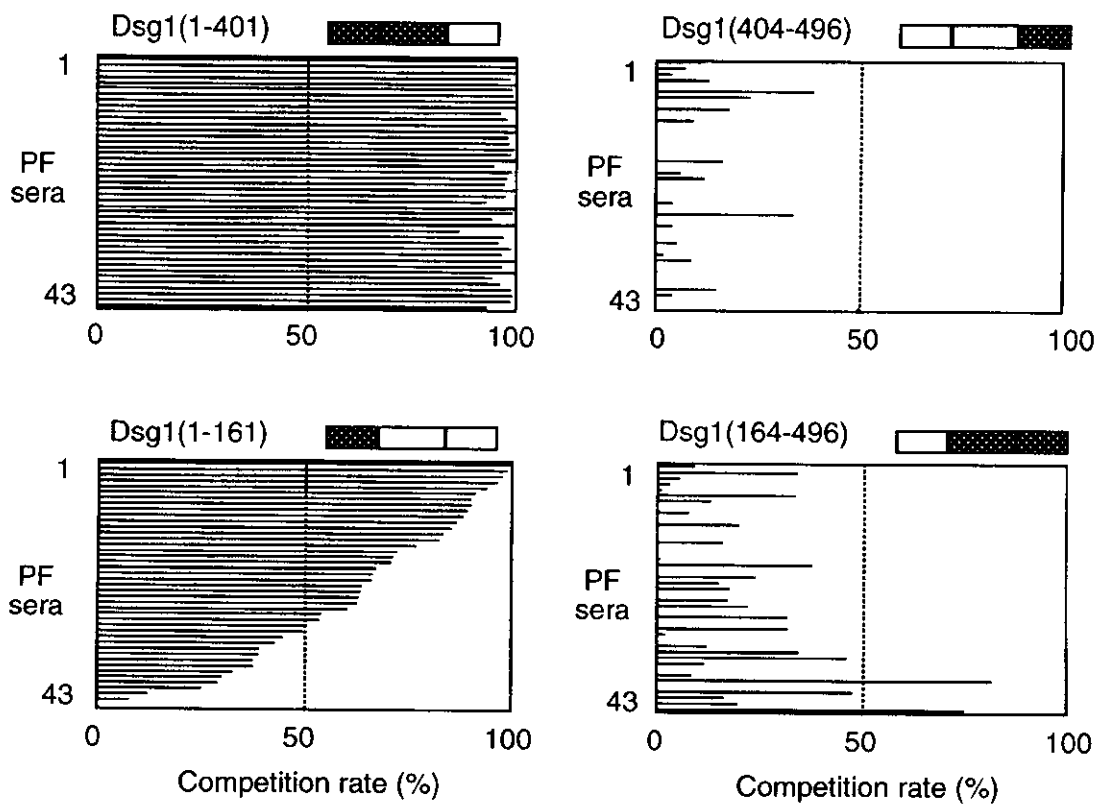 Dsg1(1-401)
1
PF
sera
43
0 50 100
Dsg1(404-496)
1
PF
sera
43
0 50 100
Dsg1(1-161)
1
PF
sera
43
0 50 100
Competition rate (%)
Dsg1(164-496)
1
PF
sera
43
0 50 100
Competition rate (%)